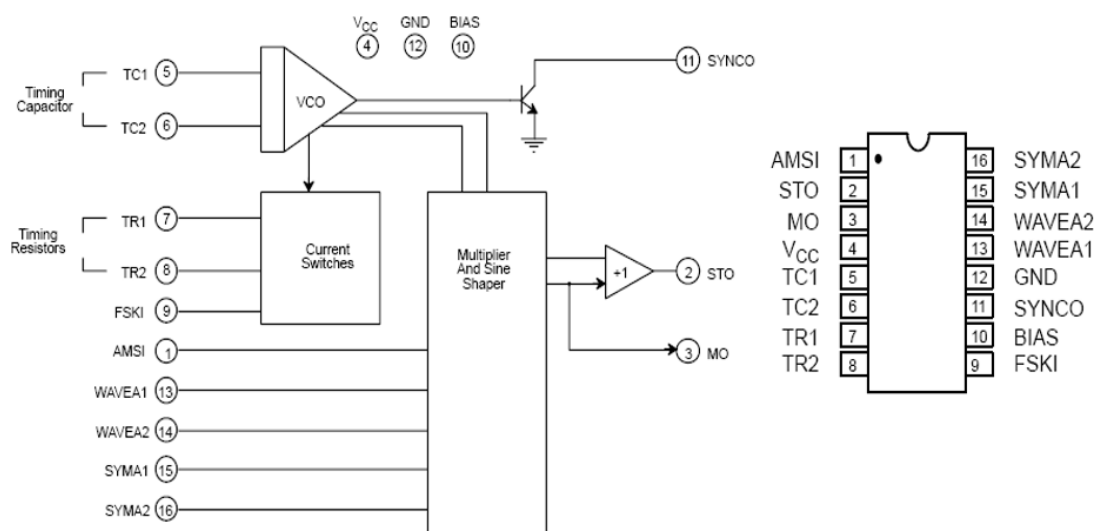 VCC GND BIAS
4 12 10
Timing
Capacitor
TC1 5
TC2 6
VCO
11 SYNCO
Timing
Resistors
TR1 7
TR2 8
FSKI 9
Current
Switches
Multiplier
And Sine
Shaper
+1
2 STO
3 MO
AMSI 1
WAVEA1 13
WAVEA2 14
SYMA1 15
SYMA2 16
AMSI 1 16 SYMA2
STO 2 15 SYMA1
MO 3 14 WAVEA2
VCC 4 13 WAVEA1
TC1 5 12 GND
TC2 6 11 SYNCO
TR1 7 10 BIAS
TR2 8 9 FSKI